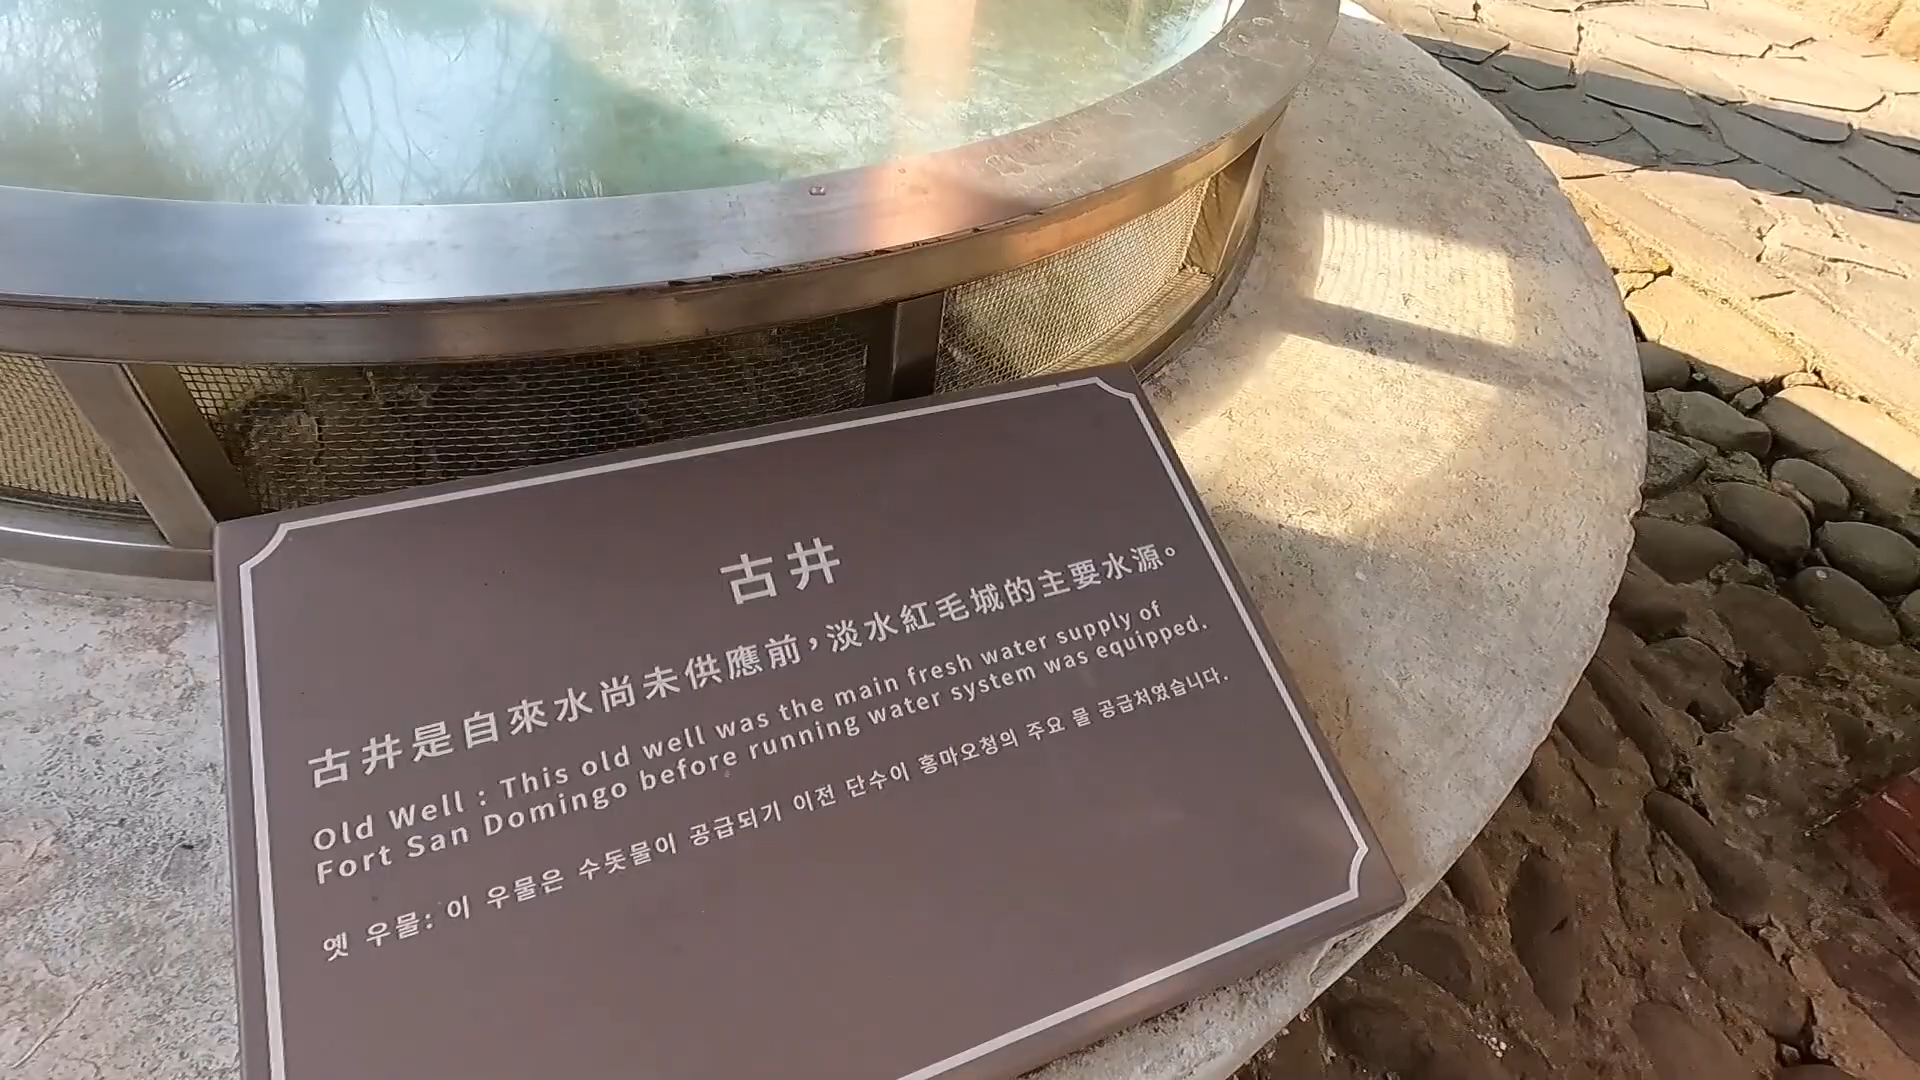 古井
古井是自來水尚未供應前，淡水紅毛城的主要水源。
Old Well : This old well was the main fresh water supply of
Fort San Domingo before running water system was equipped.
옛 우물: 이 우물은 수돗물이 공급되기 이전 단수이 홍마오청의 주요 물 공급처였습니다.